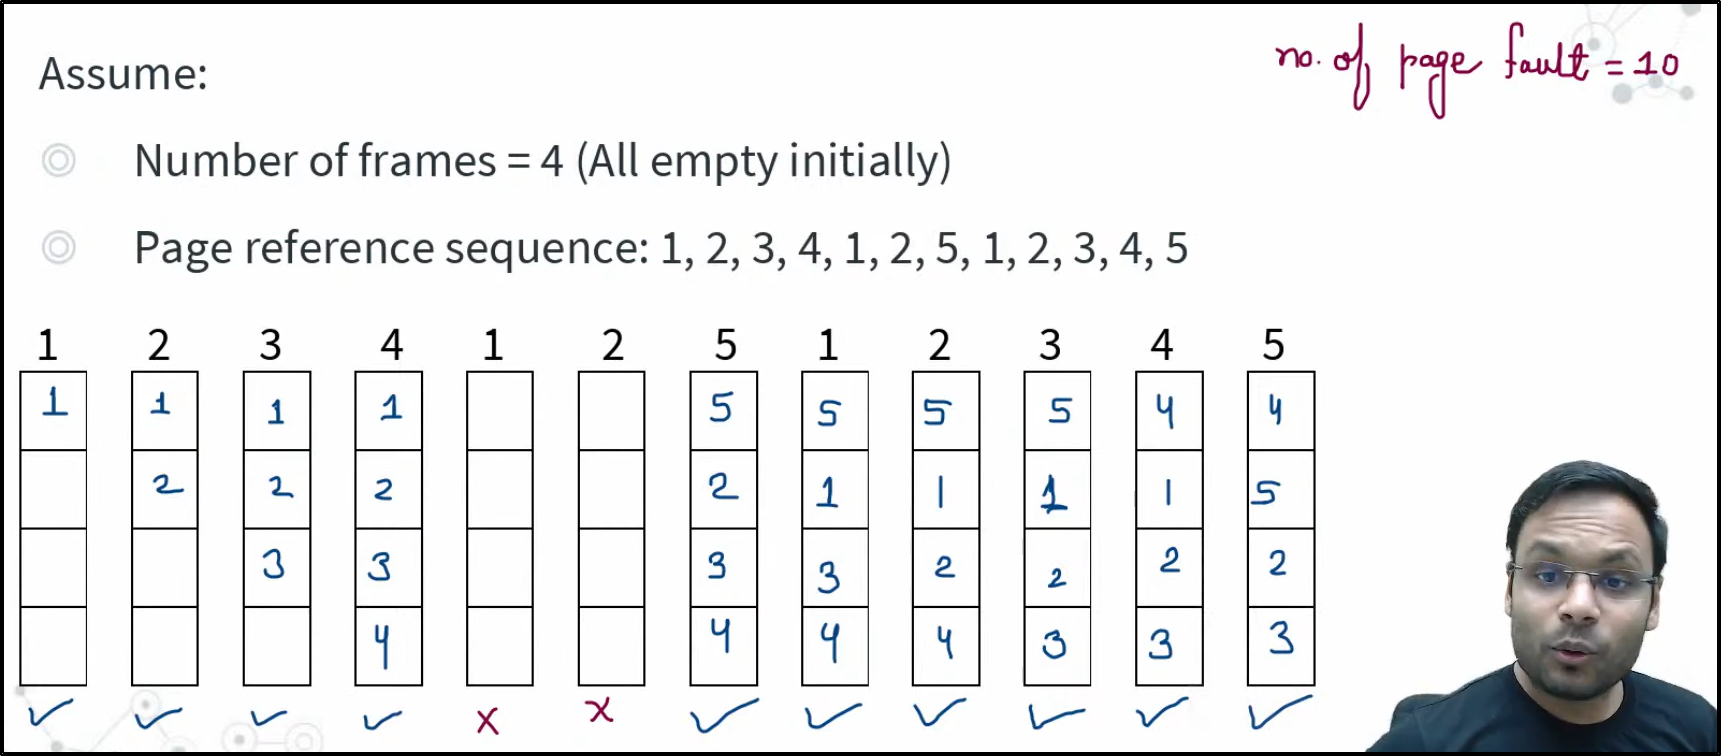 no. of page fault = 10
Assume:
Number of frames = 4 (All empty initially)
Page reference sequence: 1, 2, 3, 4, 1, 2, 5, 1, 2, 3, 4, 5
1 2 3 4 1 2 5 1 2 3 4 5
1 1 1 1 5 5 5 5 4 4
2 2 2 2 1 1 1 1 5
3 3 3 3 2 2 2 2
4 4 4 4 3 3 3
✓ ✓ ✓ ✓ x x ✓ ✓ ✓ ✓ ✓ ✓